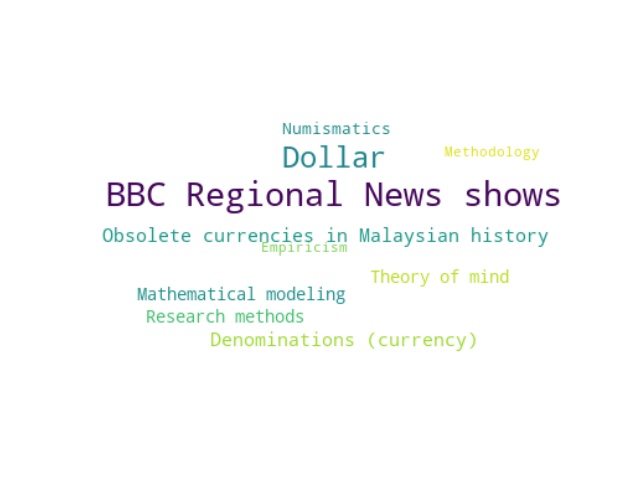 Numismatics
Dollar
Methodology
BBC Regional News shows
Obsolete currencies in Malaysian history
Empiricism
Theory of mind
Mathematical modeling
Research methods
Denominations (currency)